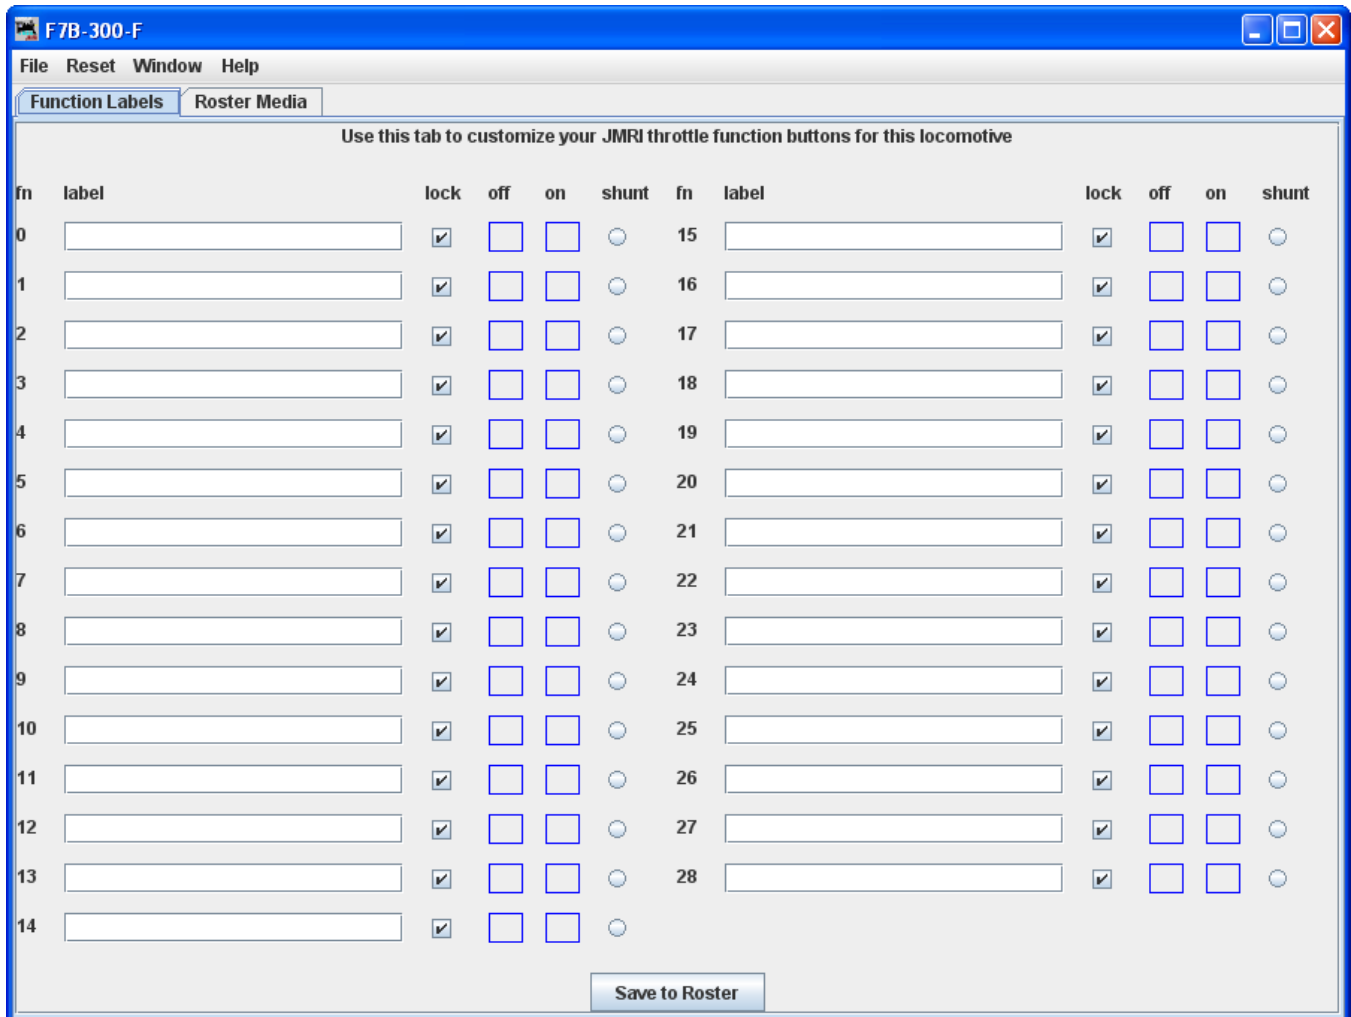 F7B-300-F
File Reset Window Help
Function Labels Roster Media
Use this tab to customize your JMRI throttle function buttons for this locomotive
fn label lock off on shunt fn label lock off on shunt
0 15
1 16
2 17
3 18
4 19
5 20
6 21
7 22
8 23
9 24
10 25
11 26
12 27
13 28
14
Save to Roster